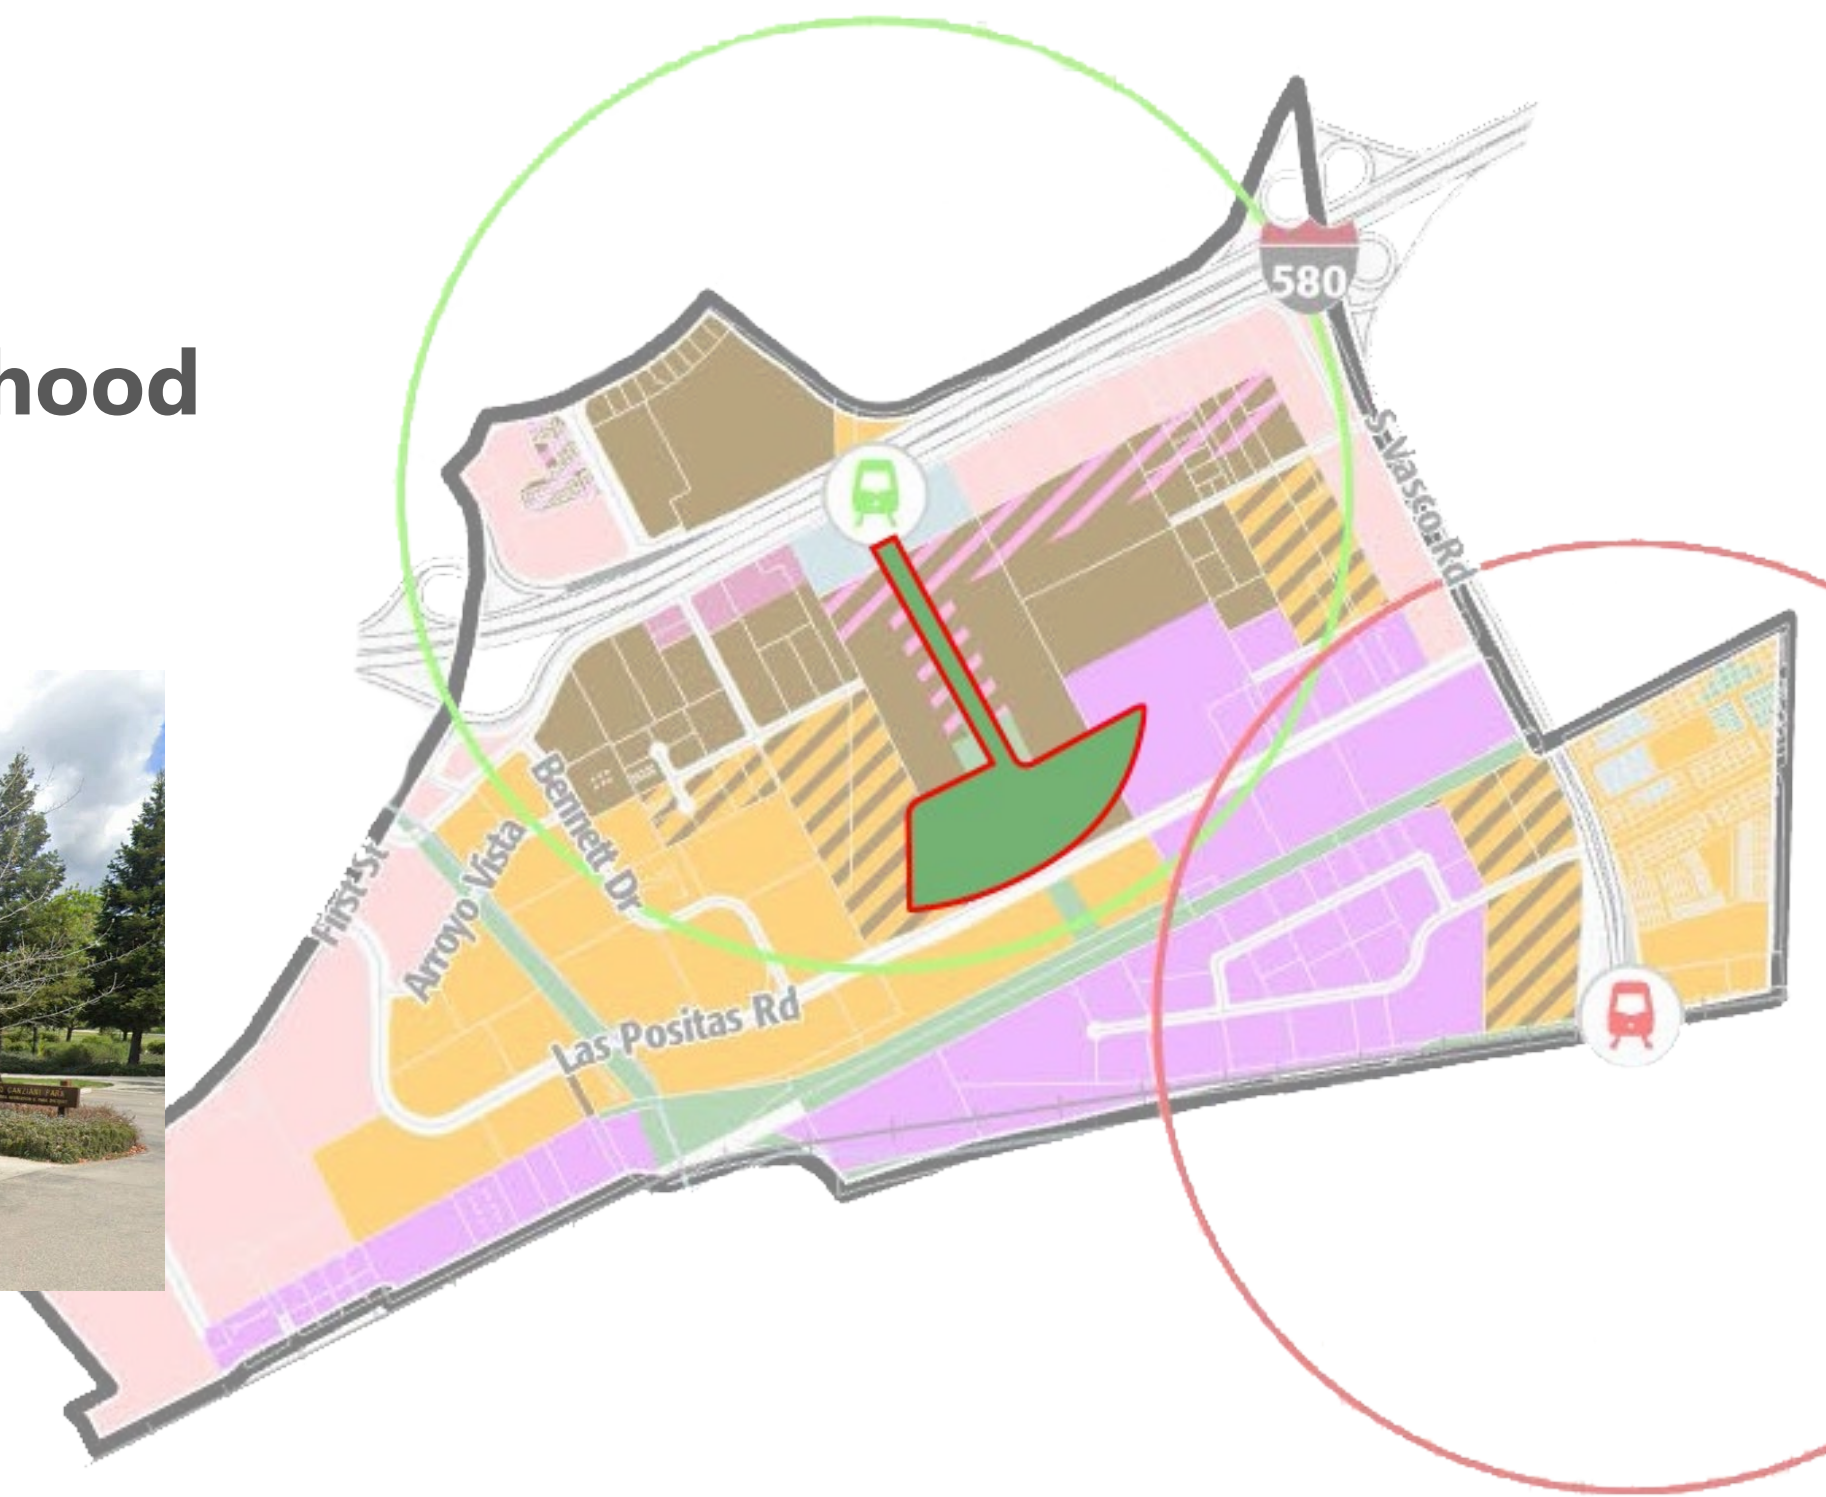 hood
580
S Vasco Rd
Bennett Dr
Arroyo Vista
First St
Las Positas Rd